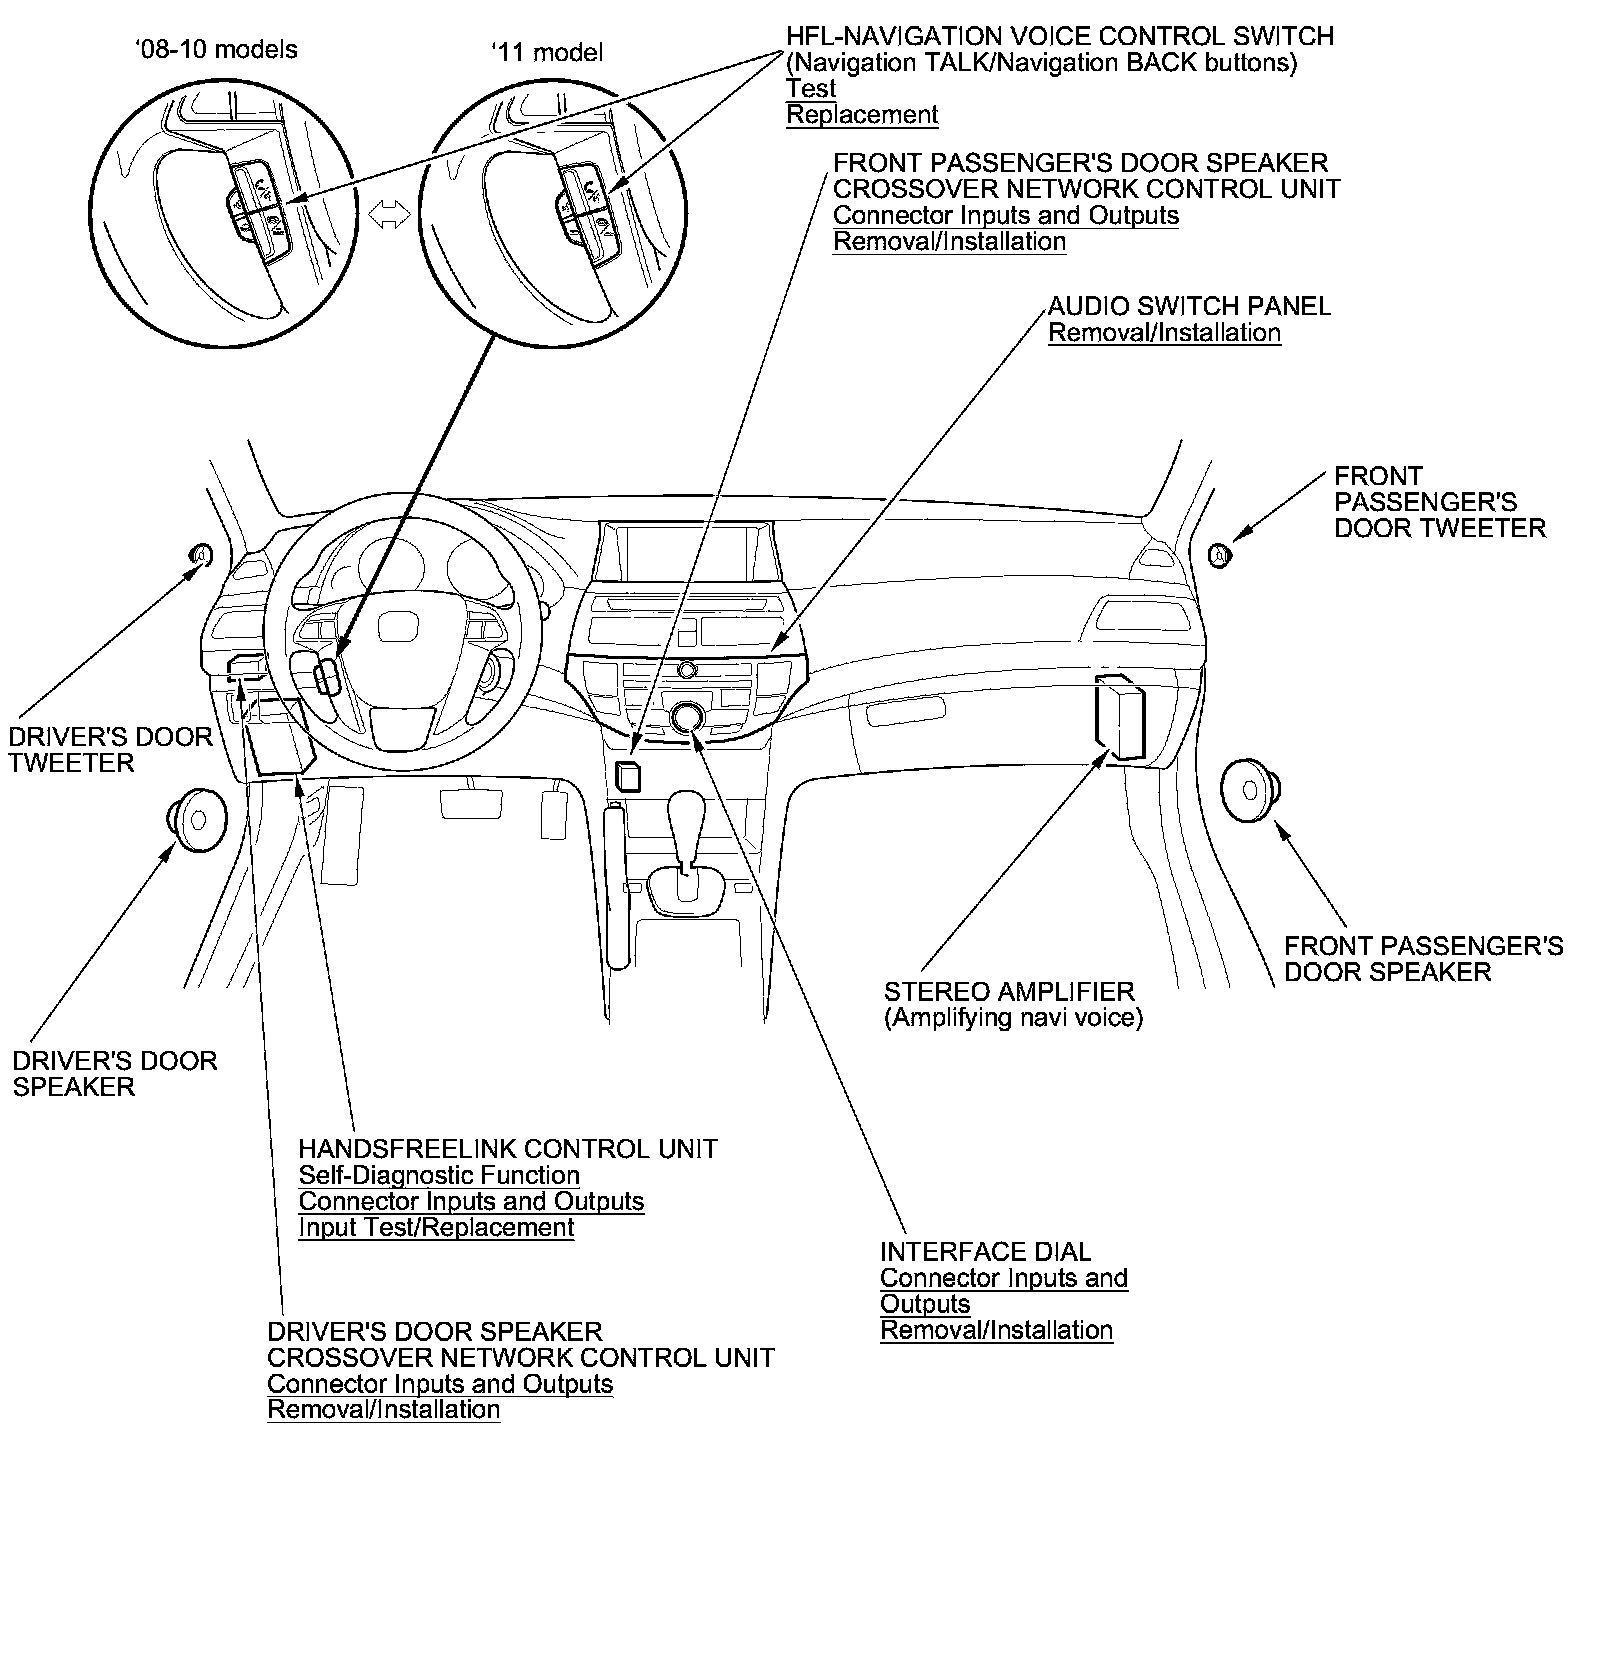 ‘08-10 models
‘11 model
HFL-NAVIGATION VOICE CONTROL SWITCH
(Navigation TALK/Navigation BACK buttons)
Test
Replacement
FRONT PASSENGER'S DOOR SPEAKER
CROSSOVER NETWORK CONTROL UNIT
Connector Inputs and Outputs
Removal/Installation
AUDIO SWITCH PANEL
Removal/Installation
FRONT
PASSENGER'S
DOOR TWEETER
DRIVER'S DOOR
TWEETER
FRONT PASSENGER'S
DOOR SPEAKER
STEREO AMPLIFIER
(Amplifying navi voice)
DRIVER'S DOOR
SPEAKER
HANDSFREELINK CONTROL UNIT
Self-Diagnostic Function
Connector Inputs and Outputs
Input Test/Replacement
INTERFACE DIAL
Connector Inputs and
Outputs
Removal/Installation
DRIVER'S DOOR SPEAKER
CROSSOVER NETWORK CONTROL UNIT
Connector Inputs and Outputs
Removal/Installation